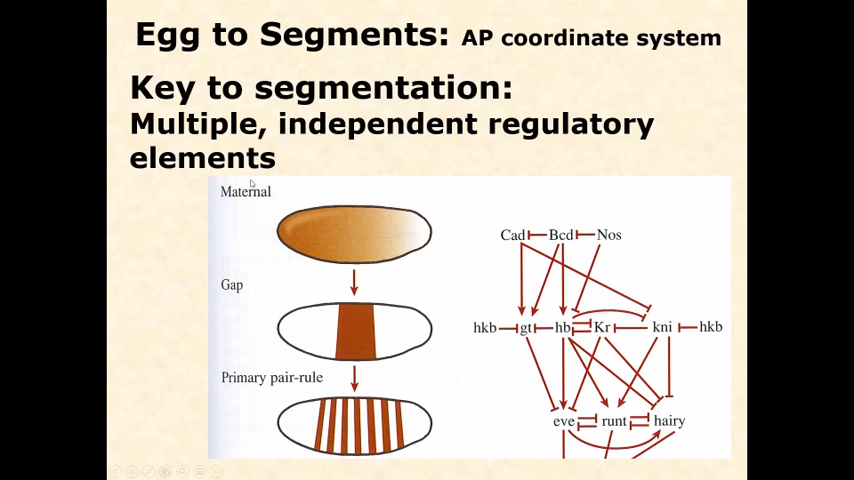 Egg to Segments: AP coordinate system
Key to segmentation:
Multiple, independent regulatory
elements
Maternal
Cad Bcd Nos
Gap
hkb gt hb Kr kni hkb
Primary pair-rule
eve runt hairy